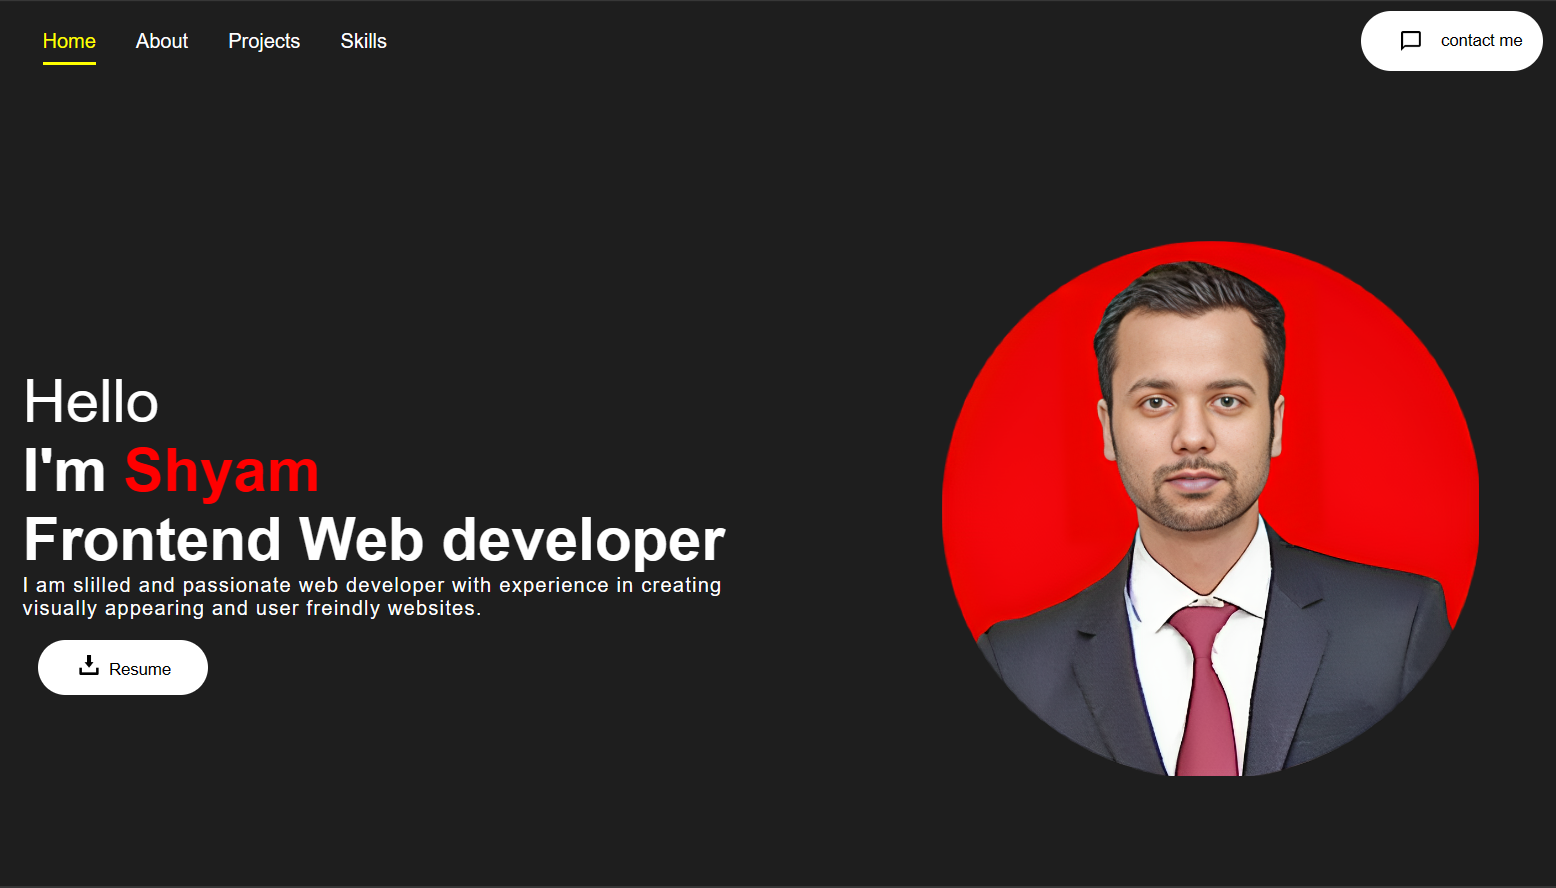 Home About Projects Skills contact me
Hello
I'm Shyam
Frontend Web developer
I am slilled and passionate web developer with experience in creating
visually appearing and user freindly websites.
Resume